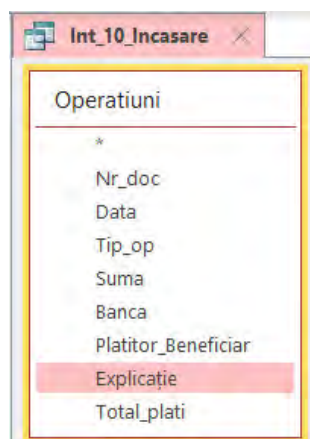 Int_10_Incasare
Operatiuni
*
Nr_doc
Data
Tip_op
Suma
Banca
Platitor_Beneficiar
Explicație
Total_plati